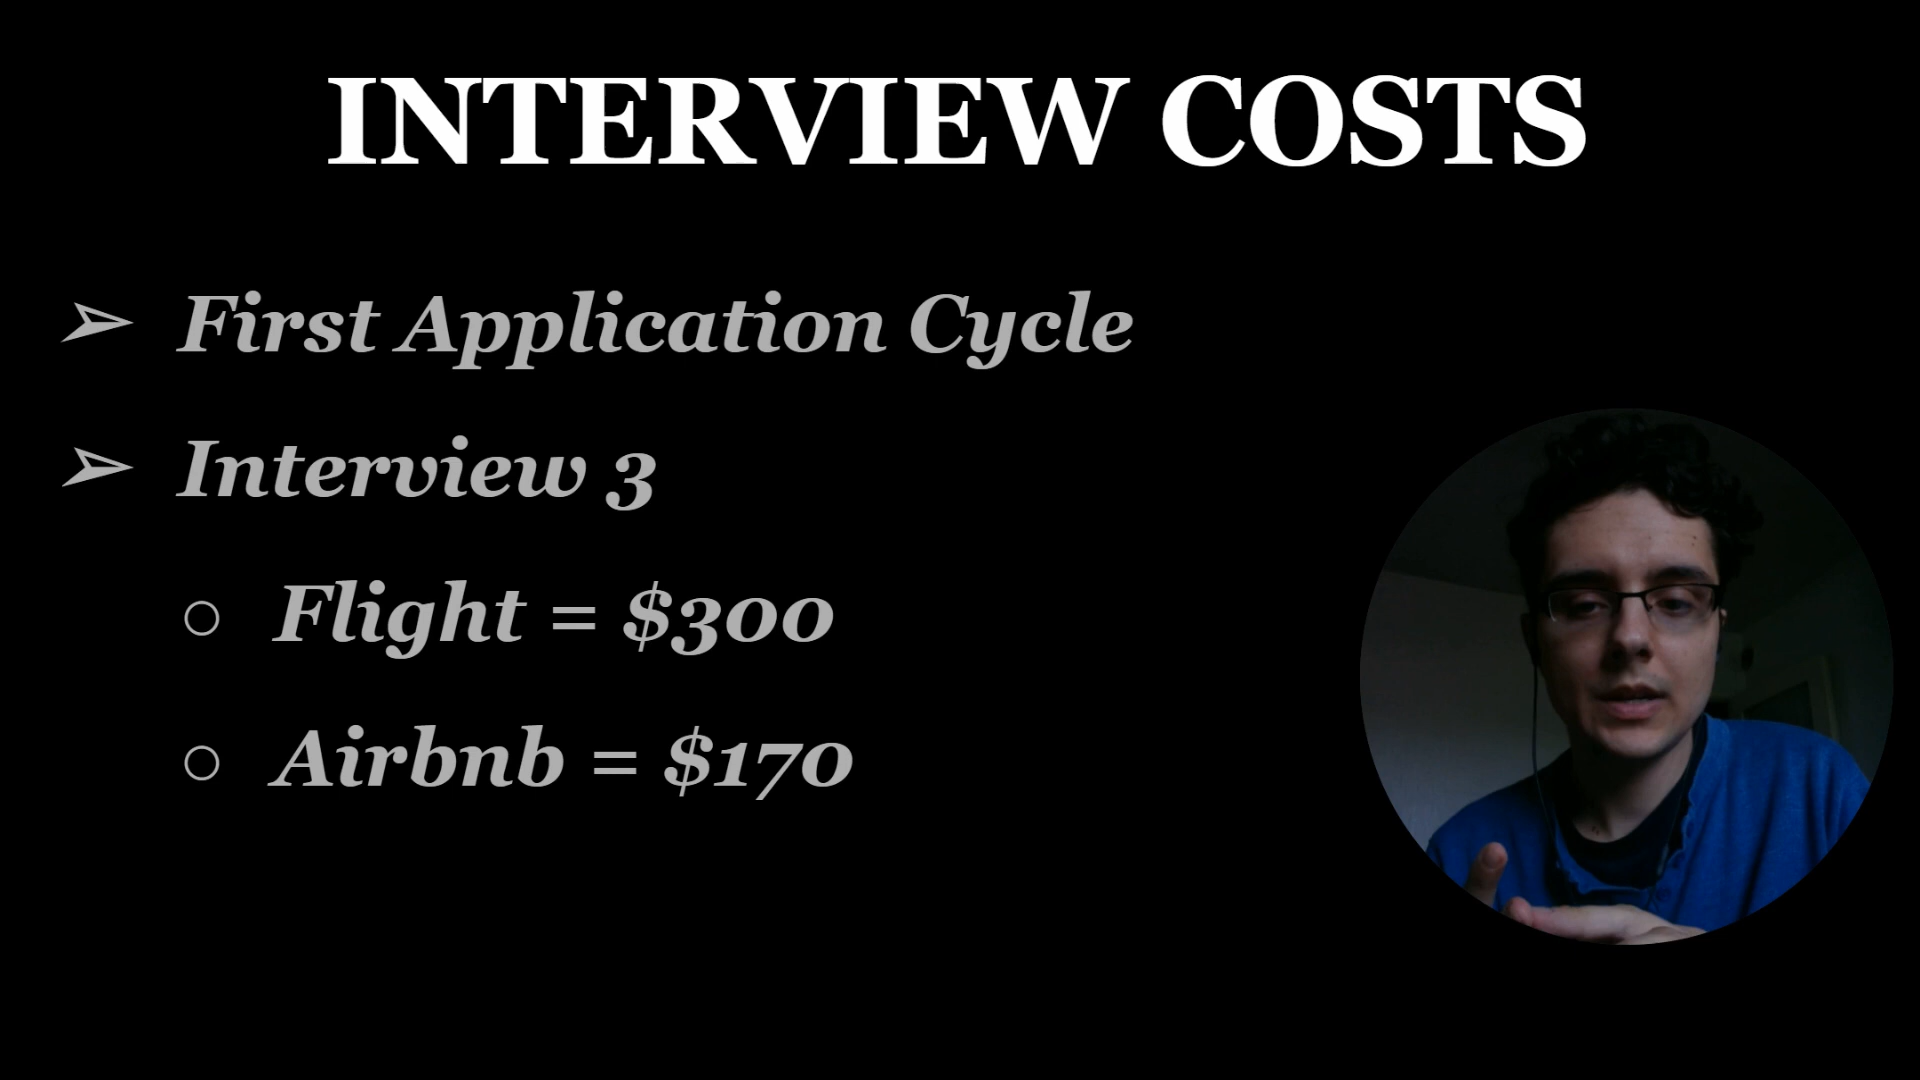 INTERVIEW COSTS
➢ First Application Cycle
➢ Interview 3
○ Flight = $300
○ Airbnb = $170